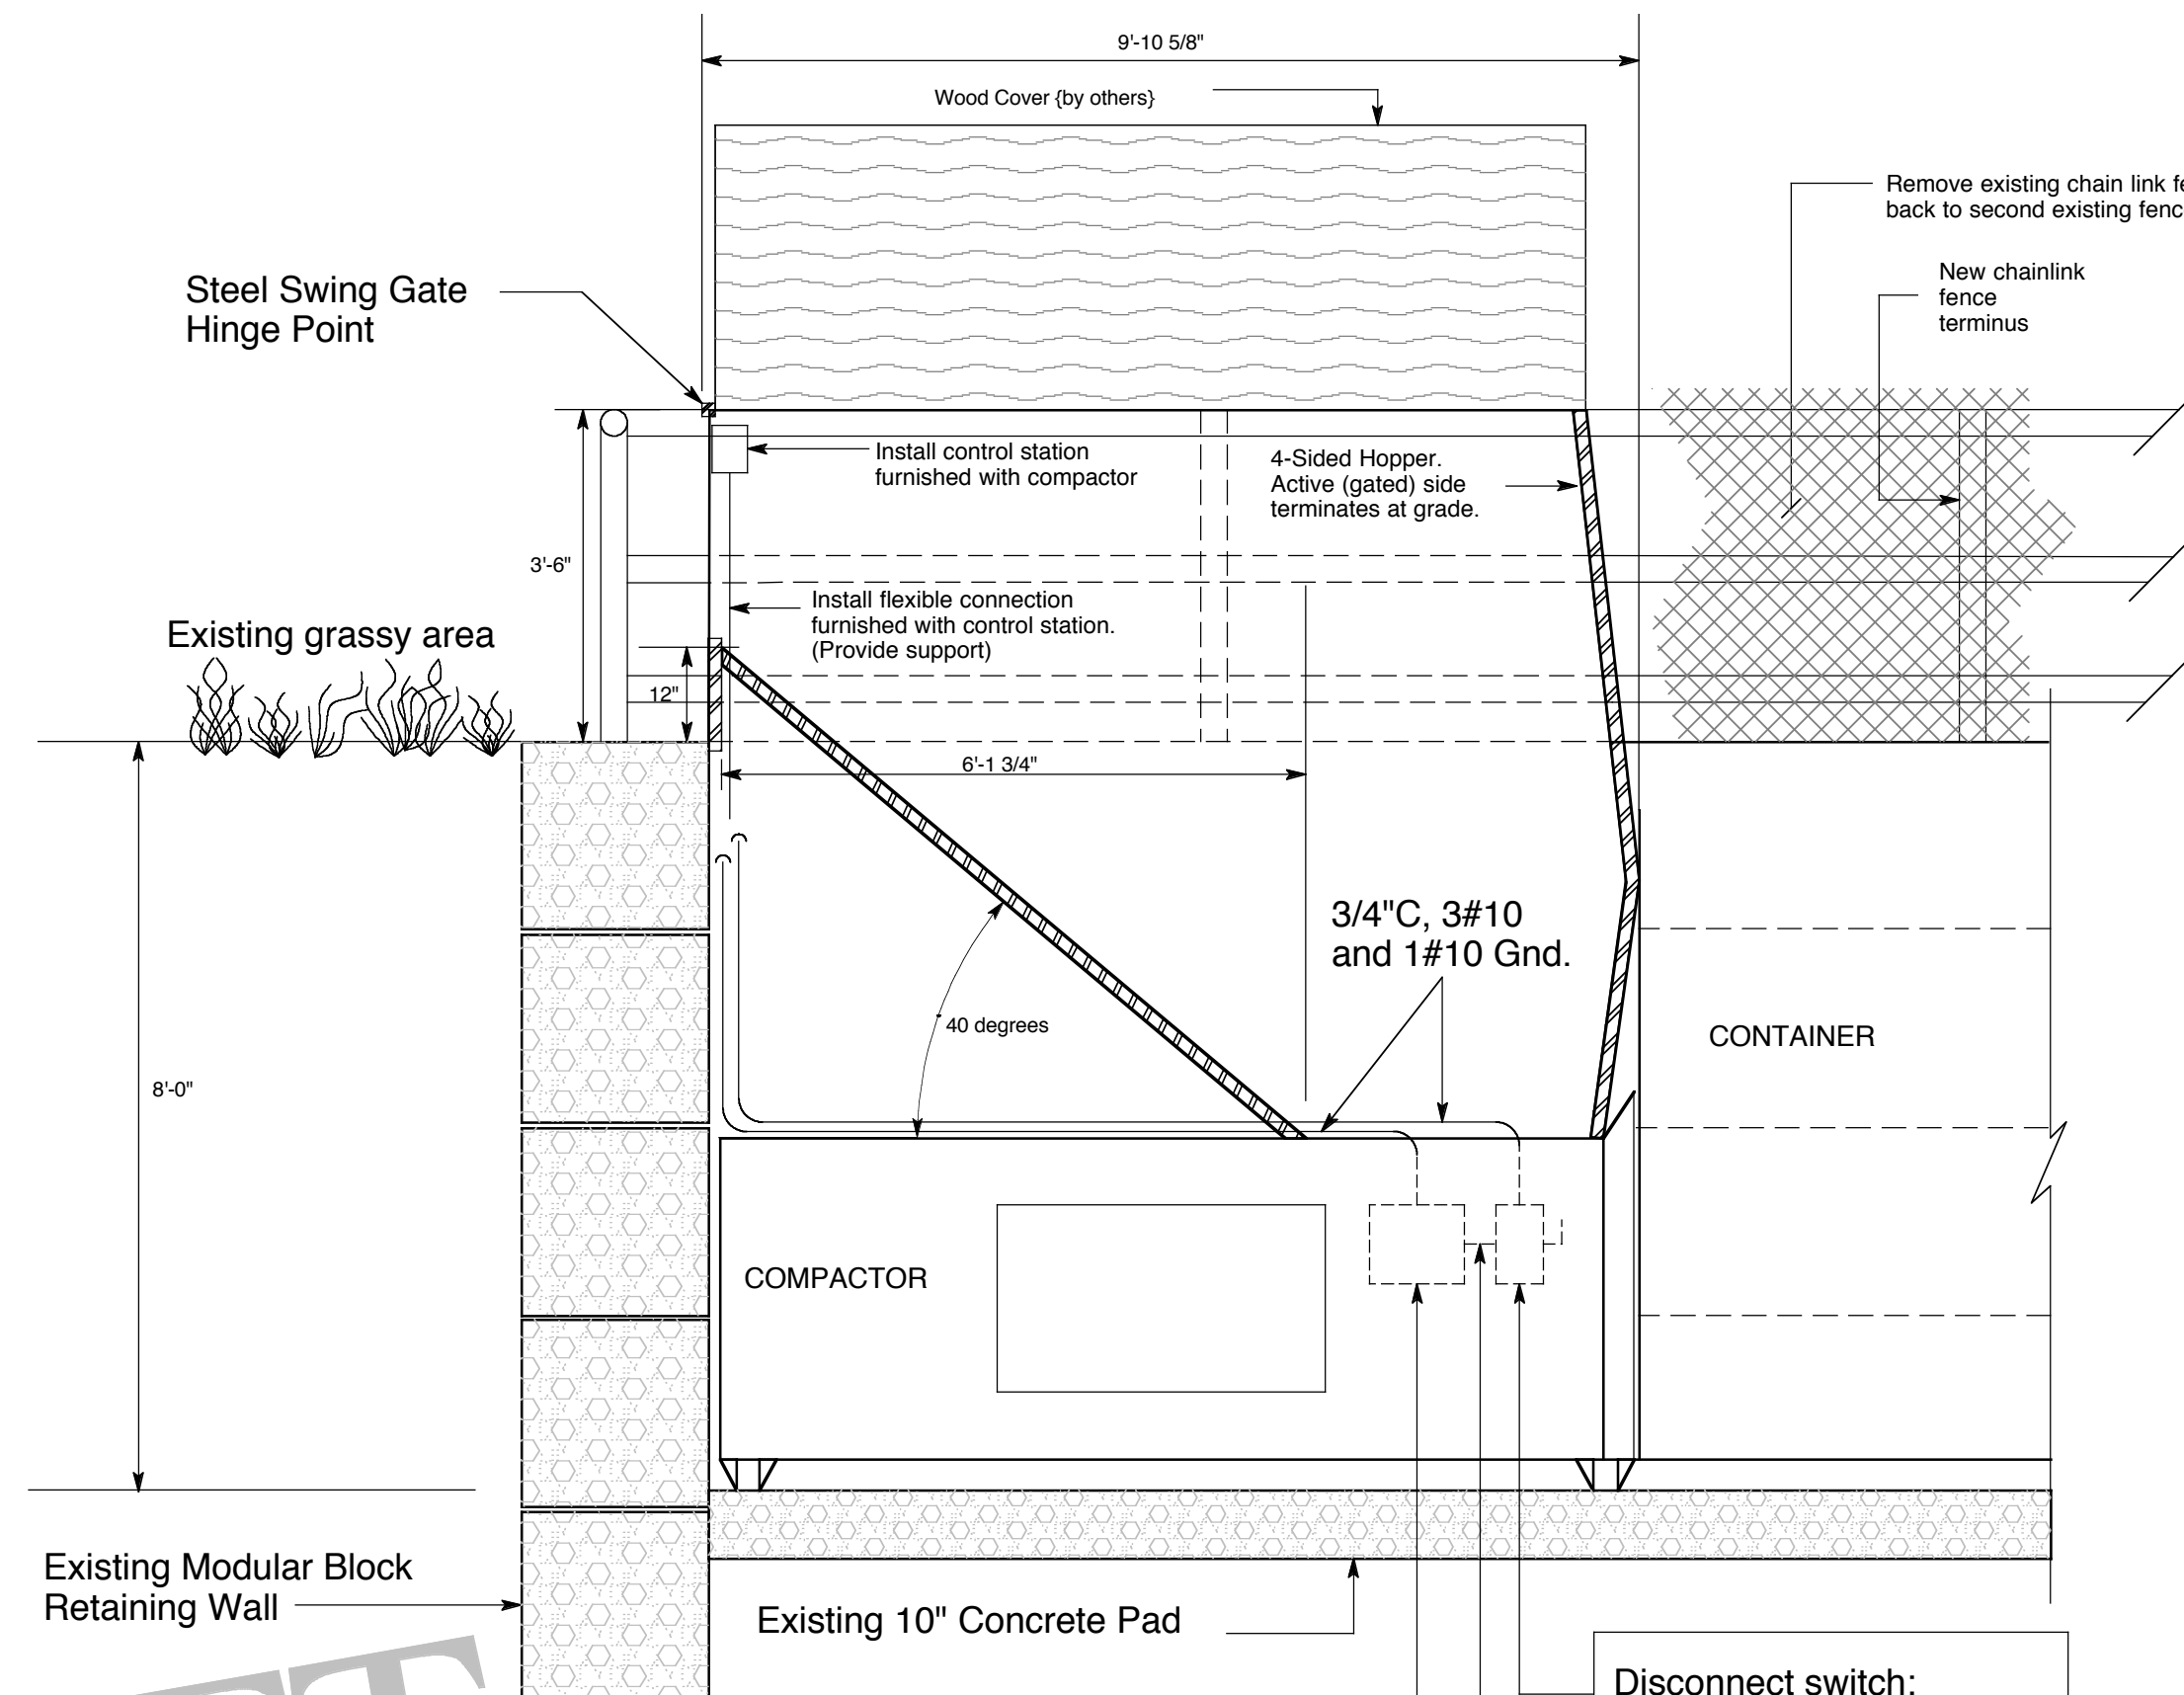 9'-10 5/8"
Wood Cover {by others}
Remove existing chain link
back to second existing
New chainlink
fence
terminus
Steel Swing Gate
Hinge Point
Install control station
furnished with compactor
4-Sided Hopper.
Active (gated) side
terminates at grade.
3'-6"
Install flexible connection
furnished with control station.
(Provide support)
Existing grassy area
12"
6'-1 3/4"
3/4"C, 3#10
and 1#10 Gnd.
40 degrees
CONTAINER
8'-0"
COMPACTOR
Existing Modular Block
Retaining Wall
Existing 10" Concrete Pad
Disconnect switch: